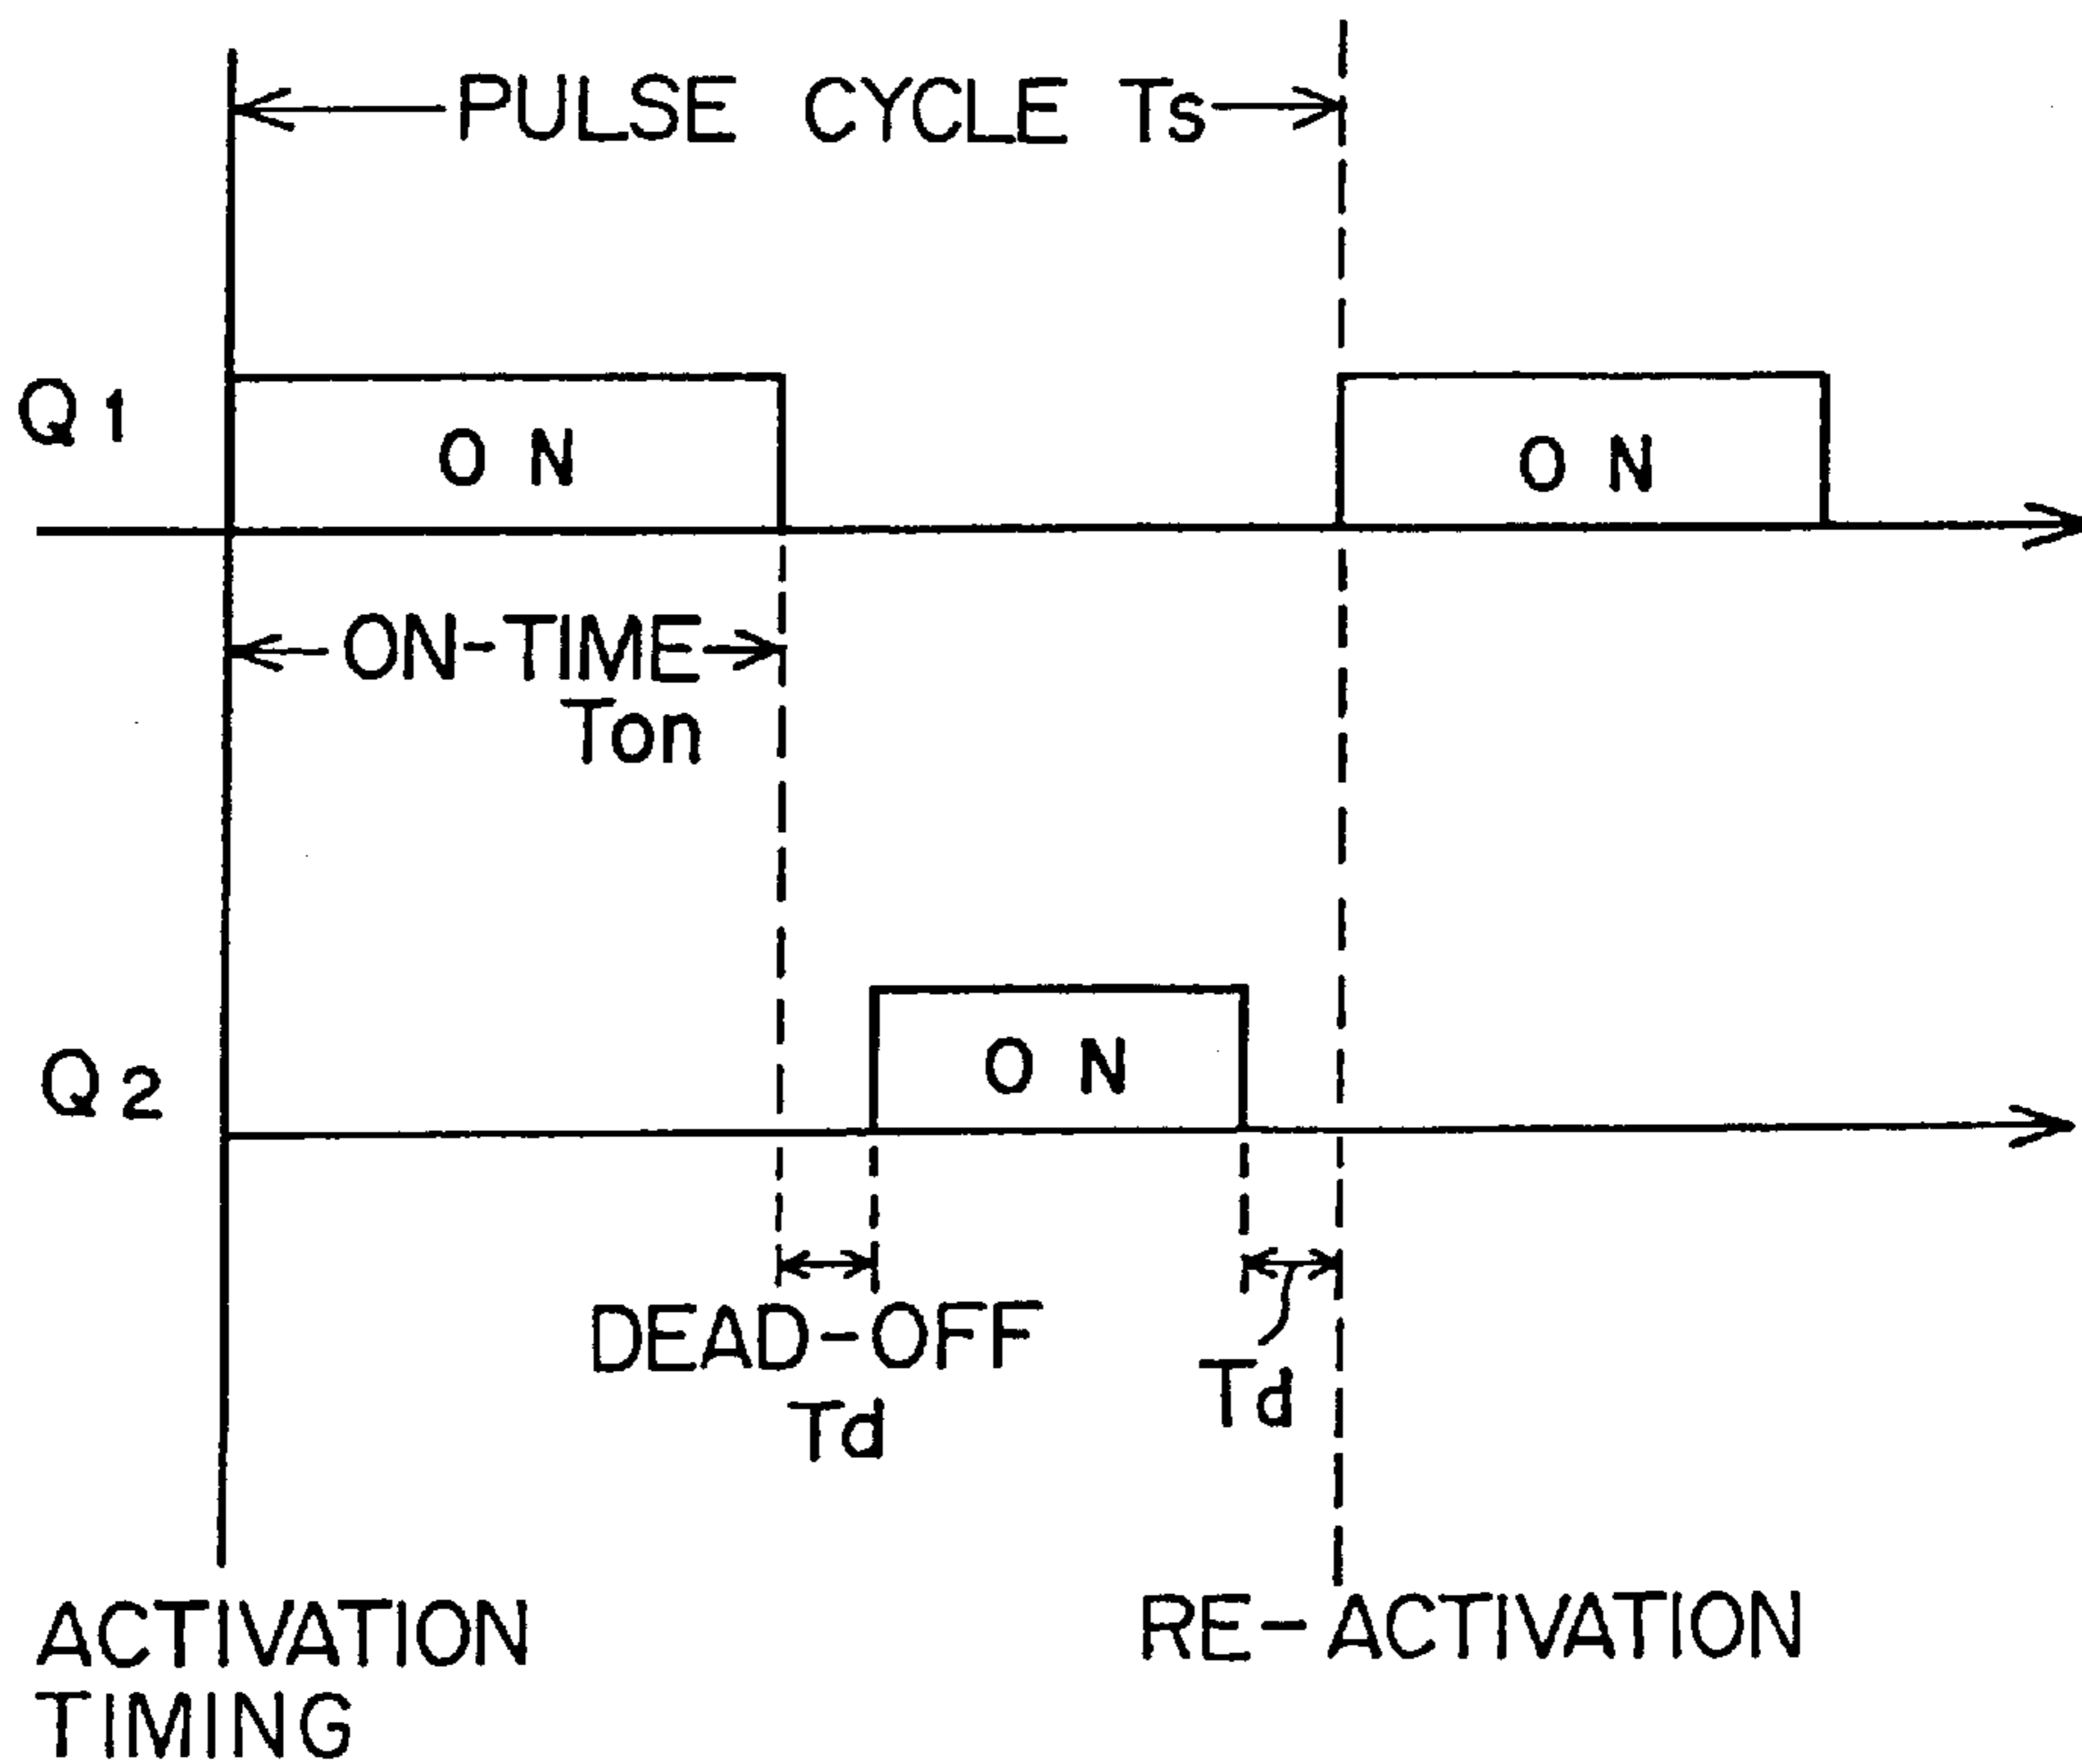 PULSE CYCLE Ts
Q1
ON
ON
ON-TIME
Ton
Q2
ON
DEAD-OFF
Td
Td
ACTIVATION
TIMING
RE-ACTIVATION